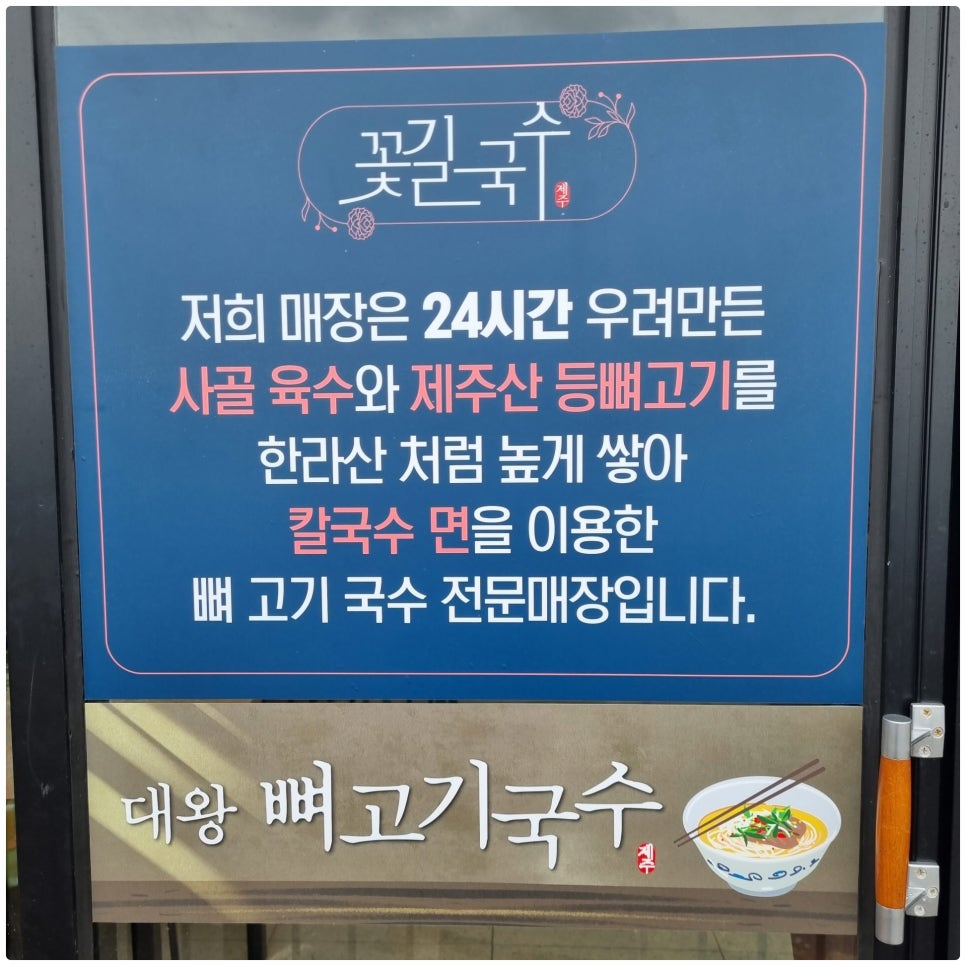 꽃길국수
제주
저희 매장은 24시간 우려만든
사골 육수와 제주산 등뼈고기를
한라산 처럼 높게 쌓아
칼국수 면을 이용한
뼈 고기 국수 전문매장입니다.
대왕 뼈고기국수
제주